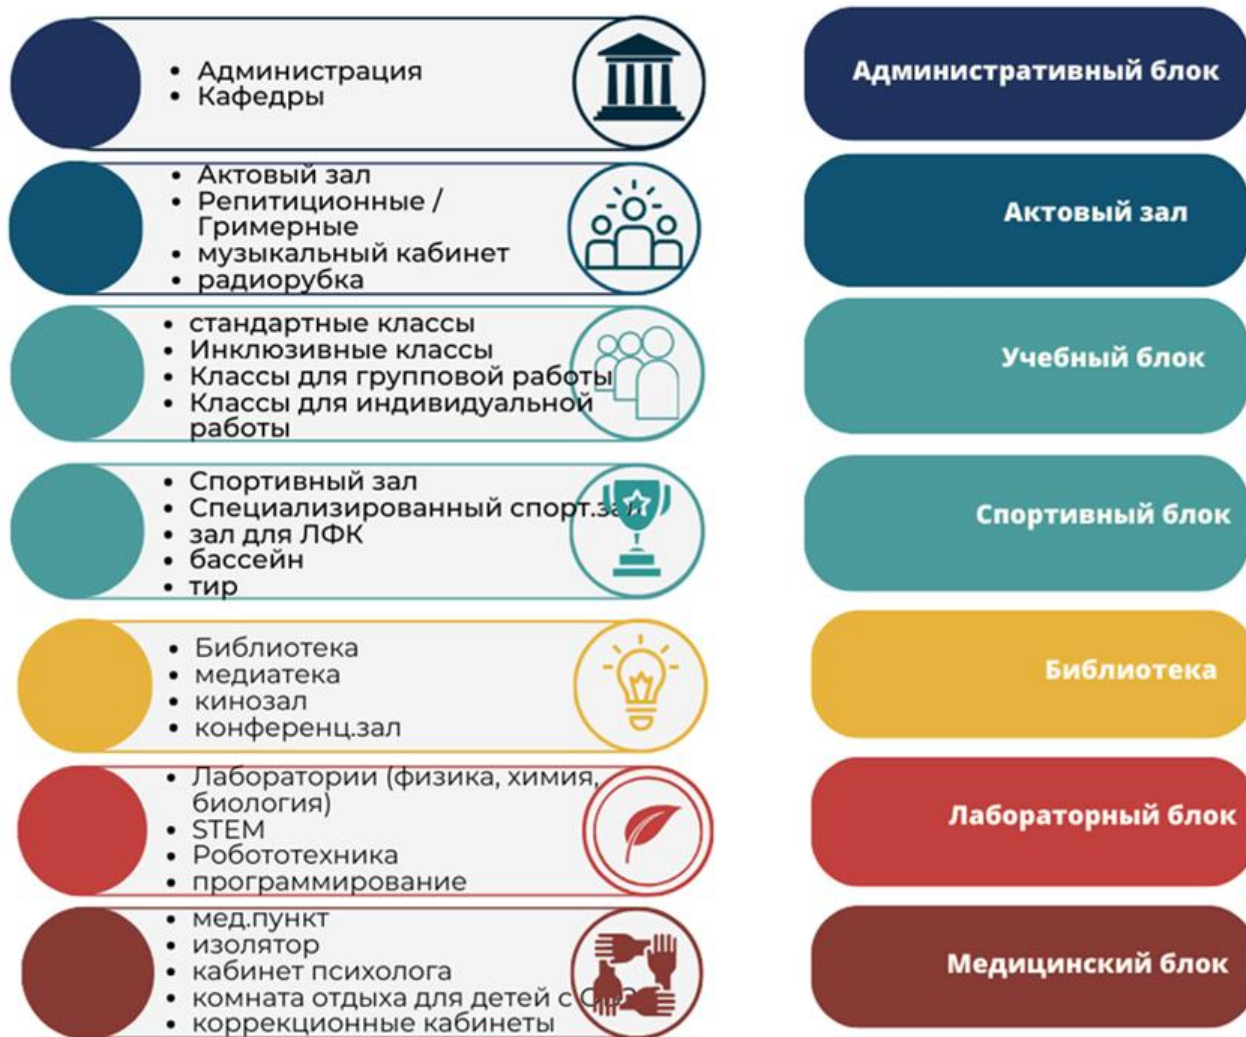 • Администрация
• Кафедры
Административный блок
• Актовый зал
• Репитиционные /
Гримерные
• музыкальный кабинет
• радиорубка
Актовый зал
• стандартные классы
• Инклюзивные классы
• Классы для групповой работы
• Классы для индивидуальной
работы
Учебный блок
• Спортивный зал
• Специализированный спорт.зал
• зал для ЛФК
• бассейн
• тир
Спортивный блок
• Библиотека
• медиатека
• кинозал
• конференц.зал
Библиотека
• Лаборатории (физика, химия,
биология)
• STEM
• Робототехника
• программирование
Лабораторный блок
• мед.пункт
• изолятор
• кабинет психолога
• комната отдыха для детей с
• коррекционные кабинеты
Медицинский блок